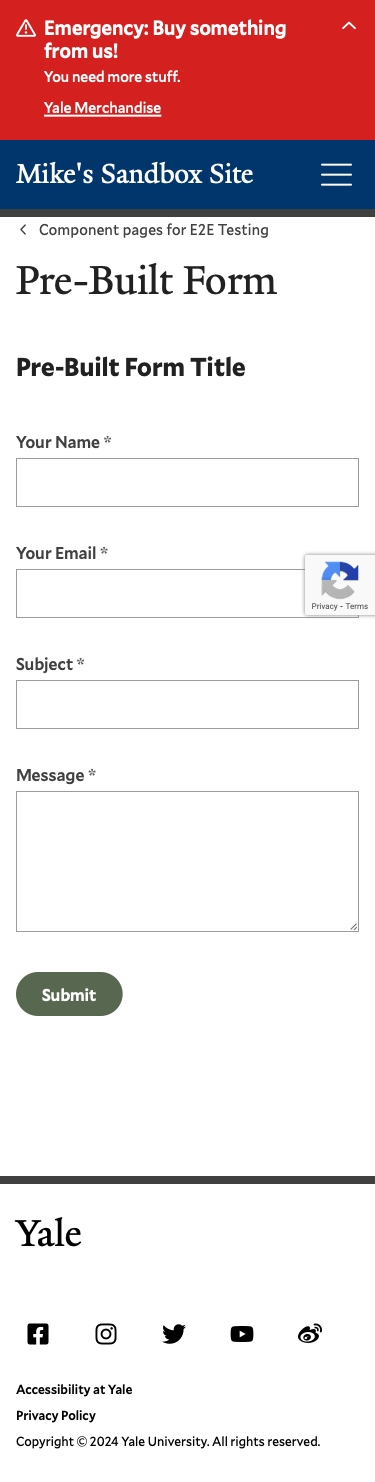 Emergency: Buy something
from us!
You need more stuff.
Yale Merchandise
Mike's Sandbox Site
Component pages for E2E Testing
Pre-Built Form
Pre-Built Form Title
Your Name *
Your Email *
Privacy - Terms
Subject *
Message *
Submit
Yale
Accessibility at Yale
Privacy Policy
Copyright © 2024 Yale University. All rights reserved.